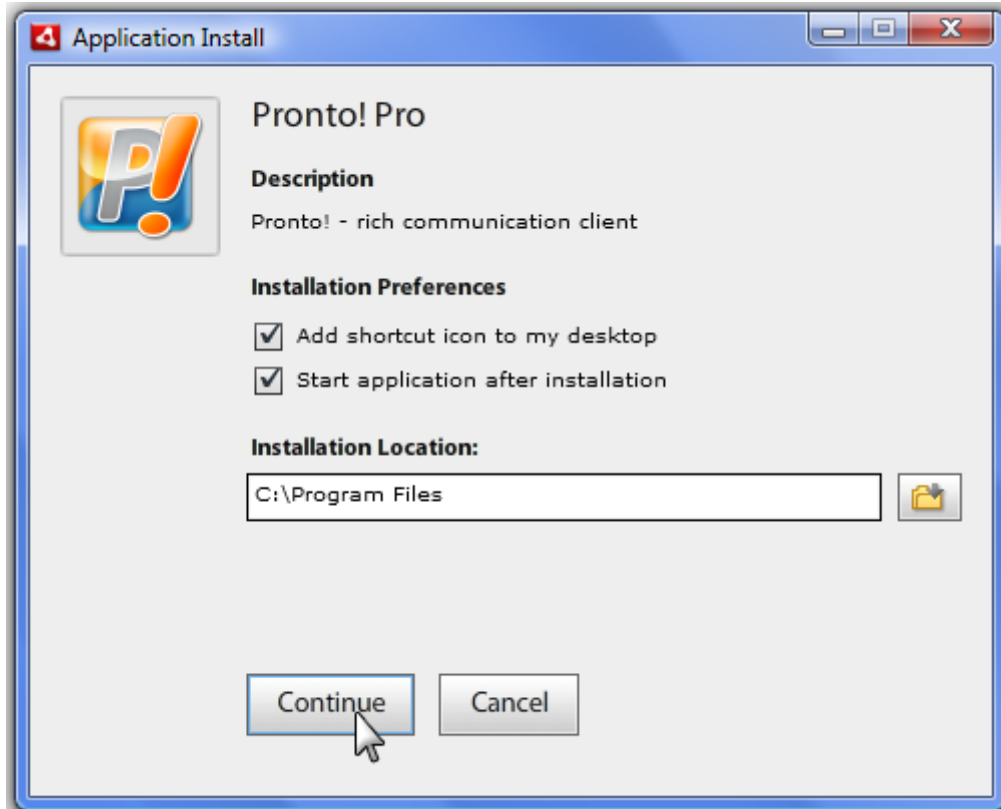 Application Install
Pronto! Pro
Description
Pronto! - rich communication client
Installation Preferences
Add shortcut icon to my desktop
Start application after installation
Installation Location:
C:\Program Files
Continue
Cancel